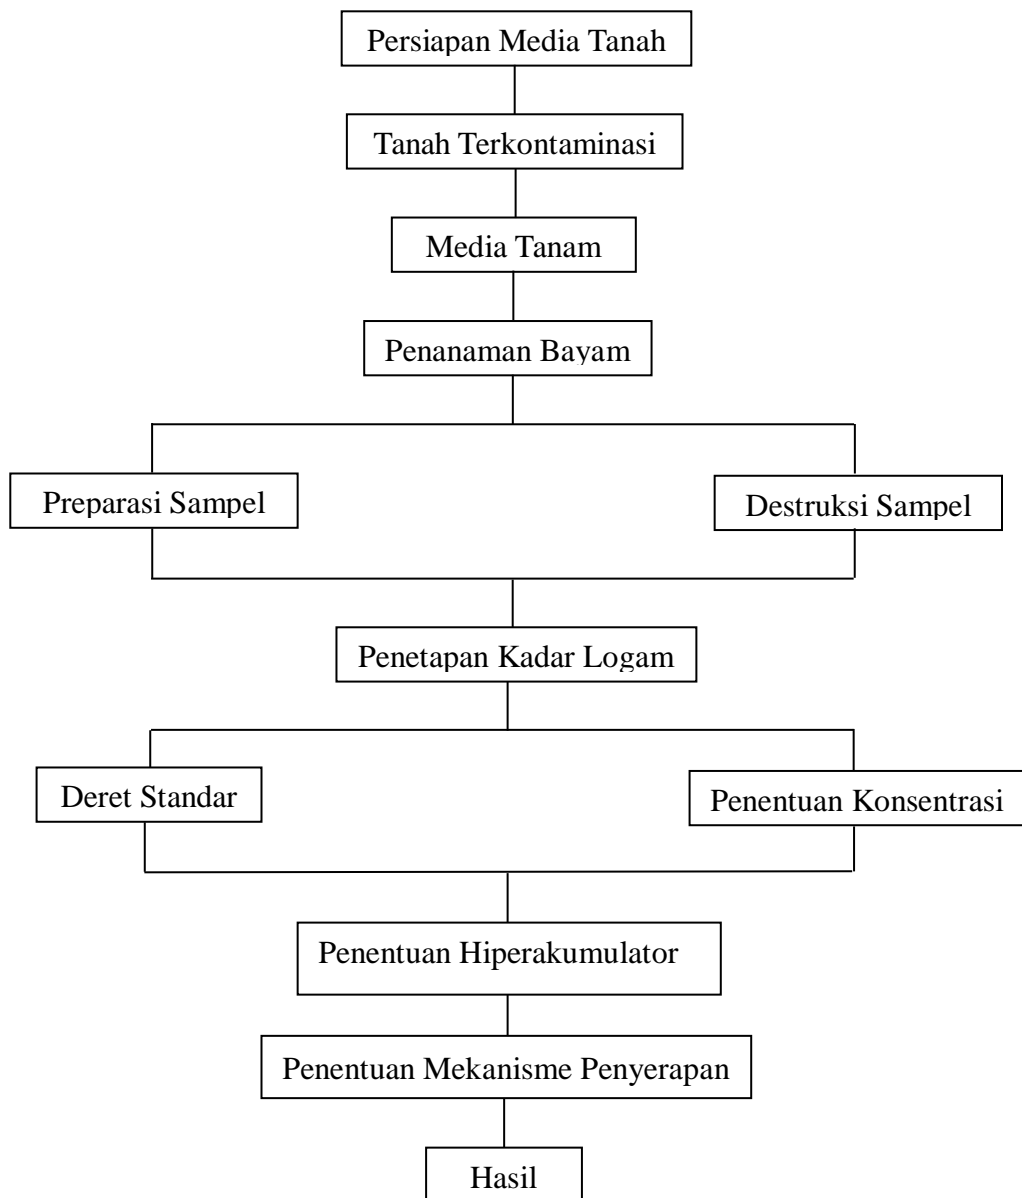 Persiapan Media Tanah
Tanah Terkontaminasi
Media Tanam
Penanaman Bayam
Preparasi Sampel
Destruksi Sampel
Penetapan Kadar Logam
Deret Standar
Penentuan Konsentrasi
Penentuan Hiperakumulator
Penentuan Mekanisme Penyerapan
Hasil